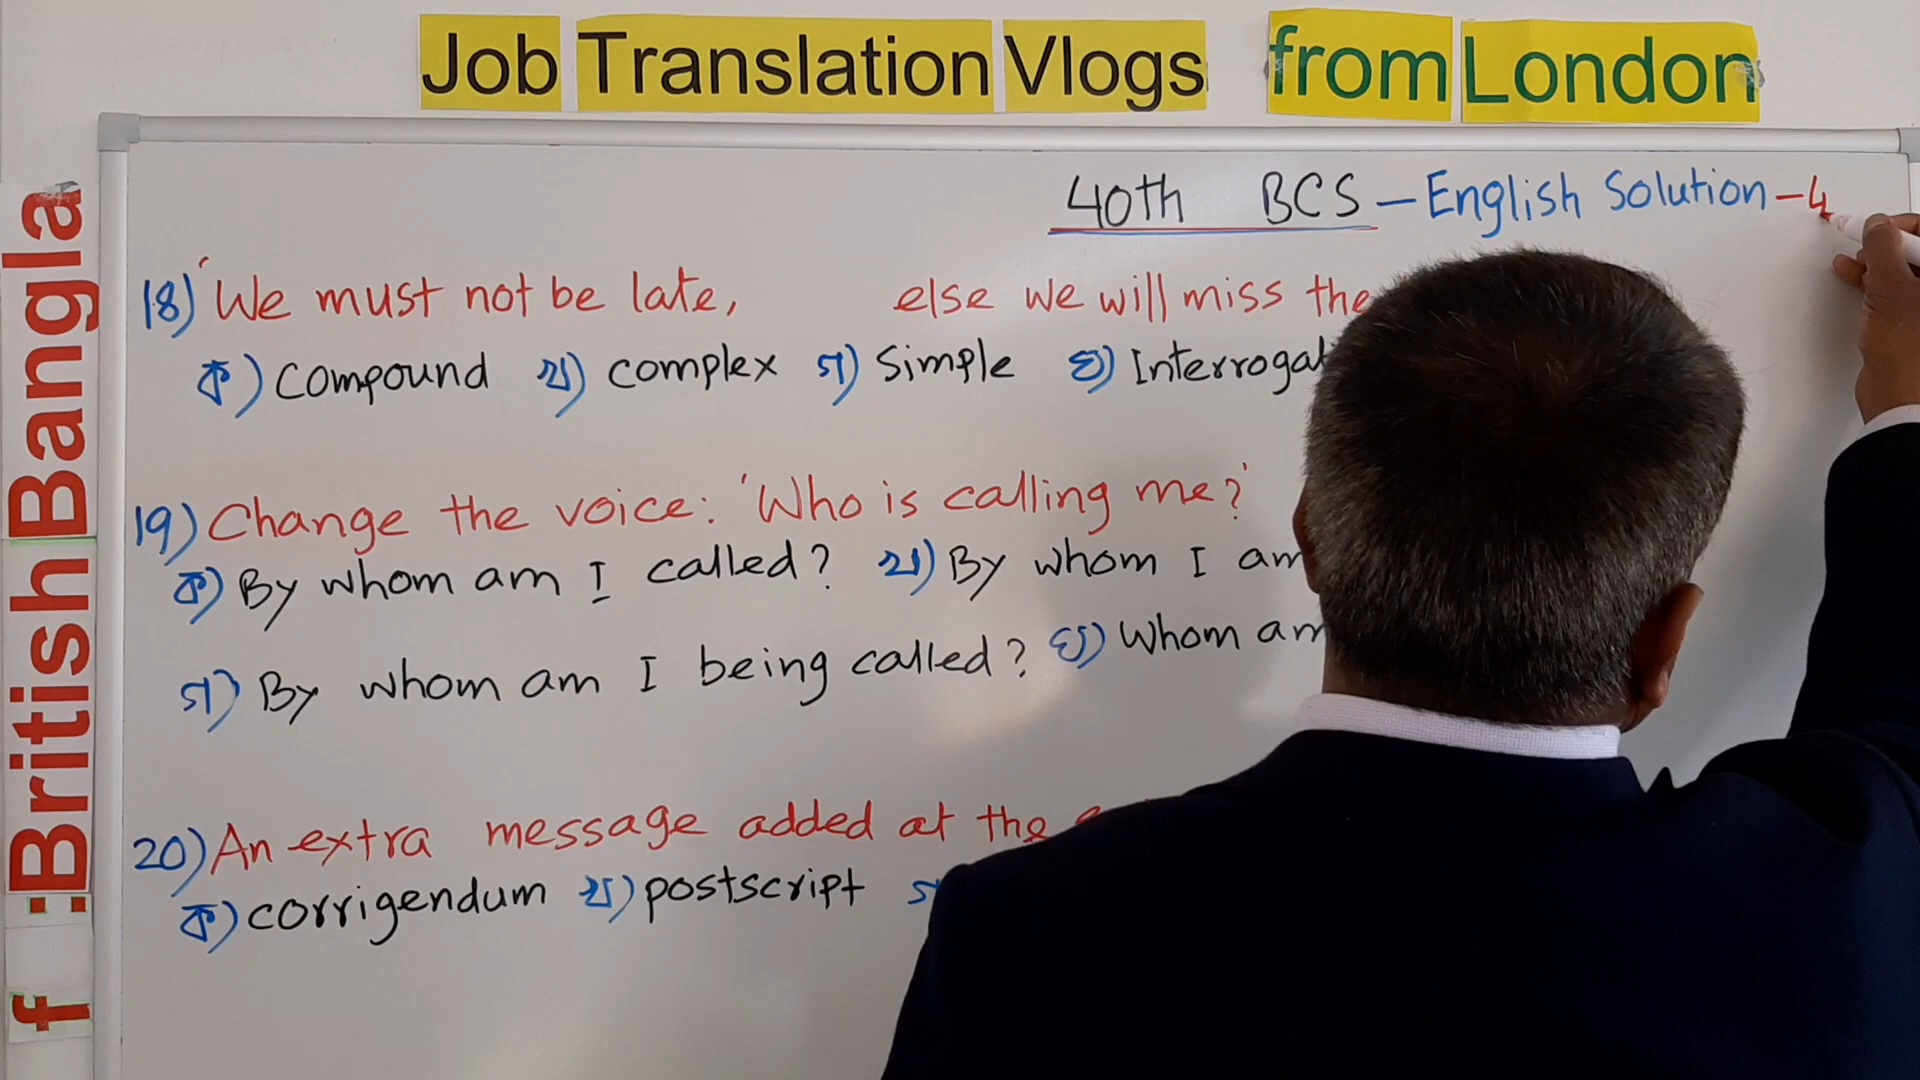 Job Translation Vlogs from London
f :British Bangla
40th BCS – English Solution – 4
18) 'We must not be late, else we will miss the
ক) compound খ) complex গ) Simple ঘ)
19) Change the voice: 'Who is calling me?'
ক) By whom am I called? খ) By whom I am
গ) By whom am I being called? ঘ) Whom am
20) An extra message added at the
ক) corrigendum খ) postscript গ